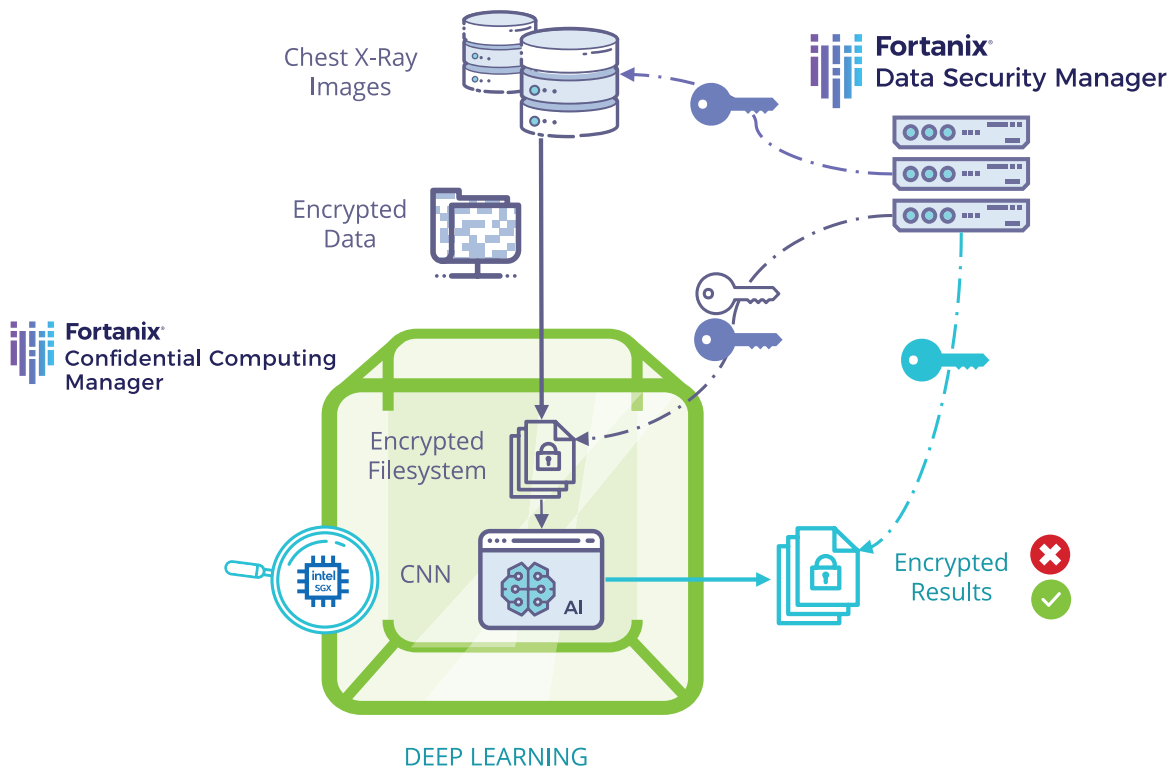 Chest X-Ray
Images
Fortanix®
Data Security Manager
Encrypted
Data
Fortanix®
Confidential Computing
Manager
Encrypted
Filesystem
intel
SGX
CNN
AI
Encrypted
Results
DEEP LEARNING